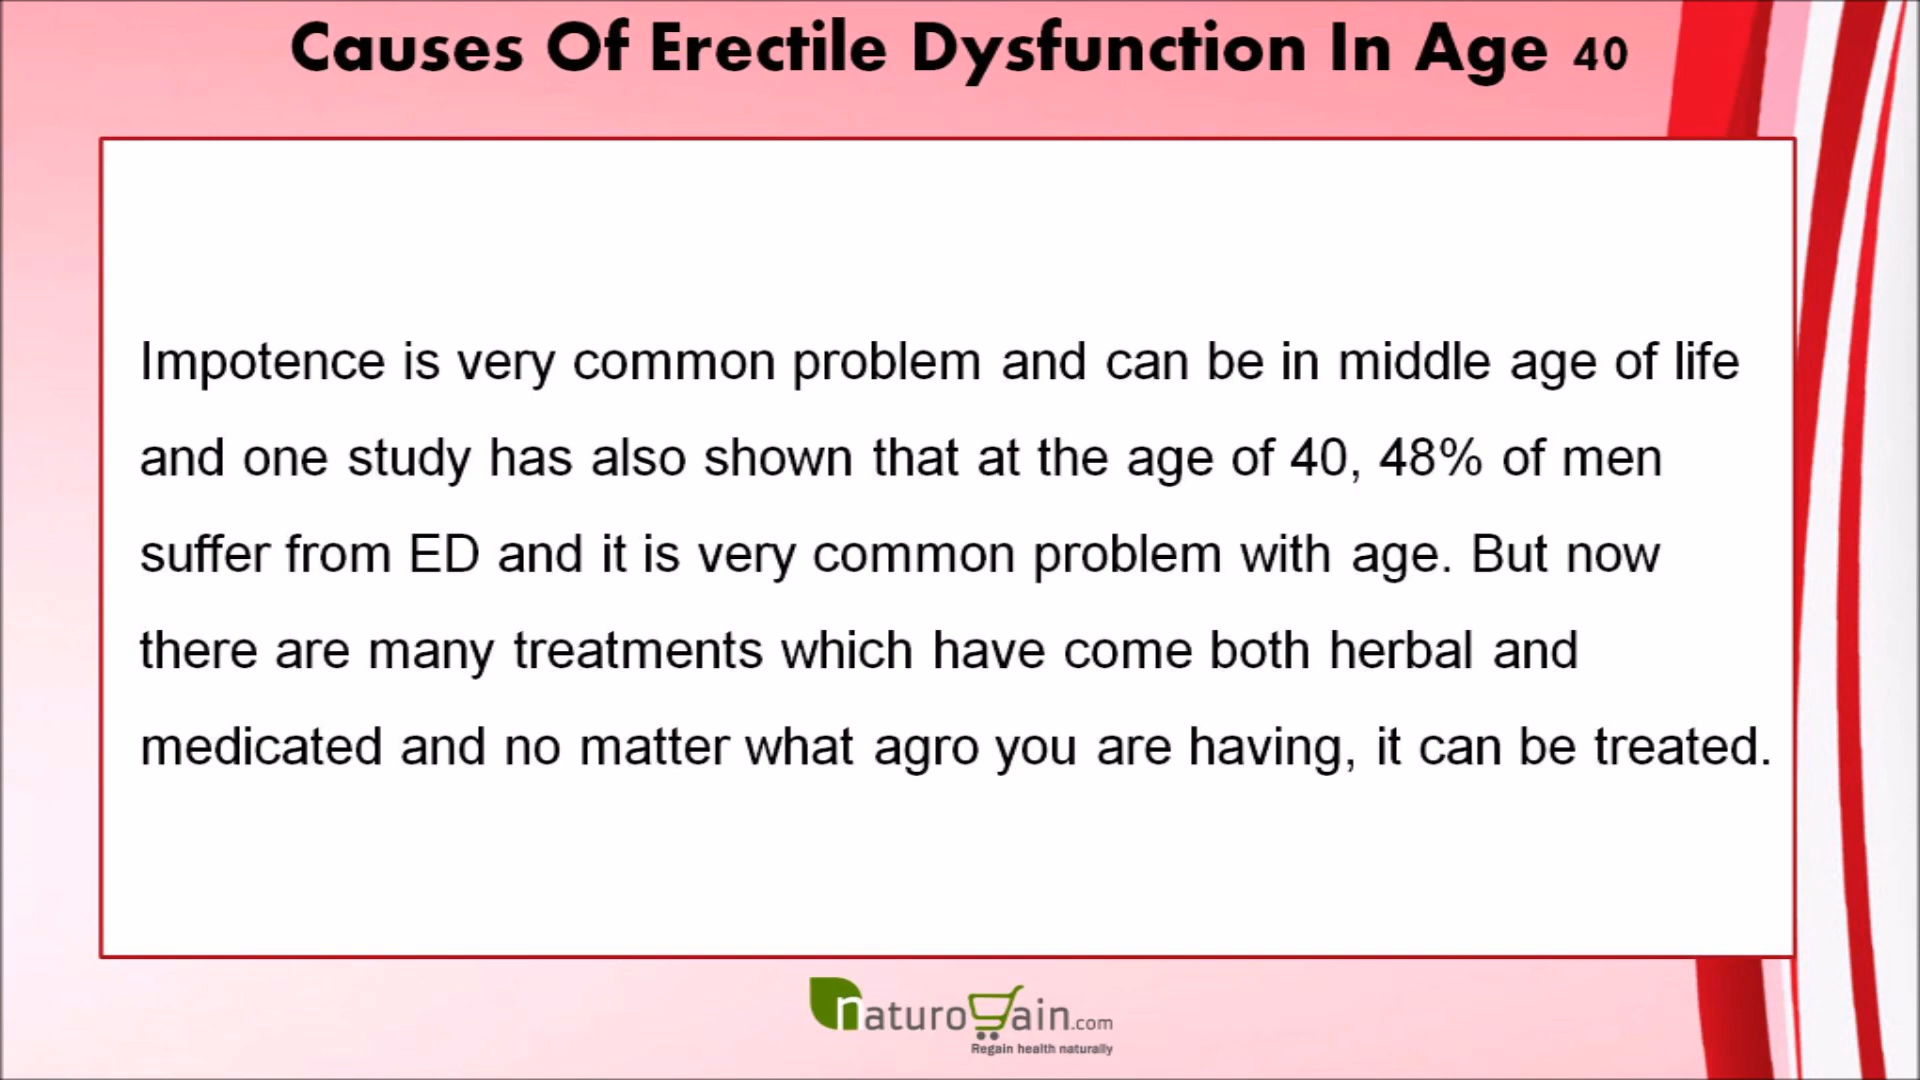 Causes Of Erectile Dysfunction In Age 40
Impotence is very common problem and can be in middle age of life
and one study has also shown that at the age of 40, 48% of men
suffer from ED and it is very common problem with age. But now
there are many treatments which have come both herbal and
medicated and no matter what agro you are having, it can be treated.
naturogain.com
Regain health naturally